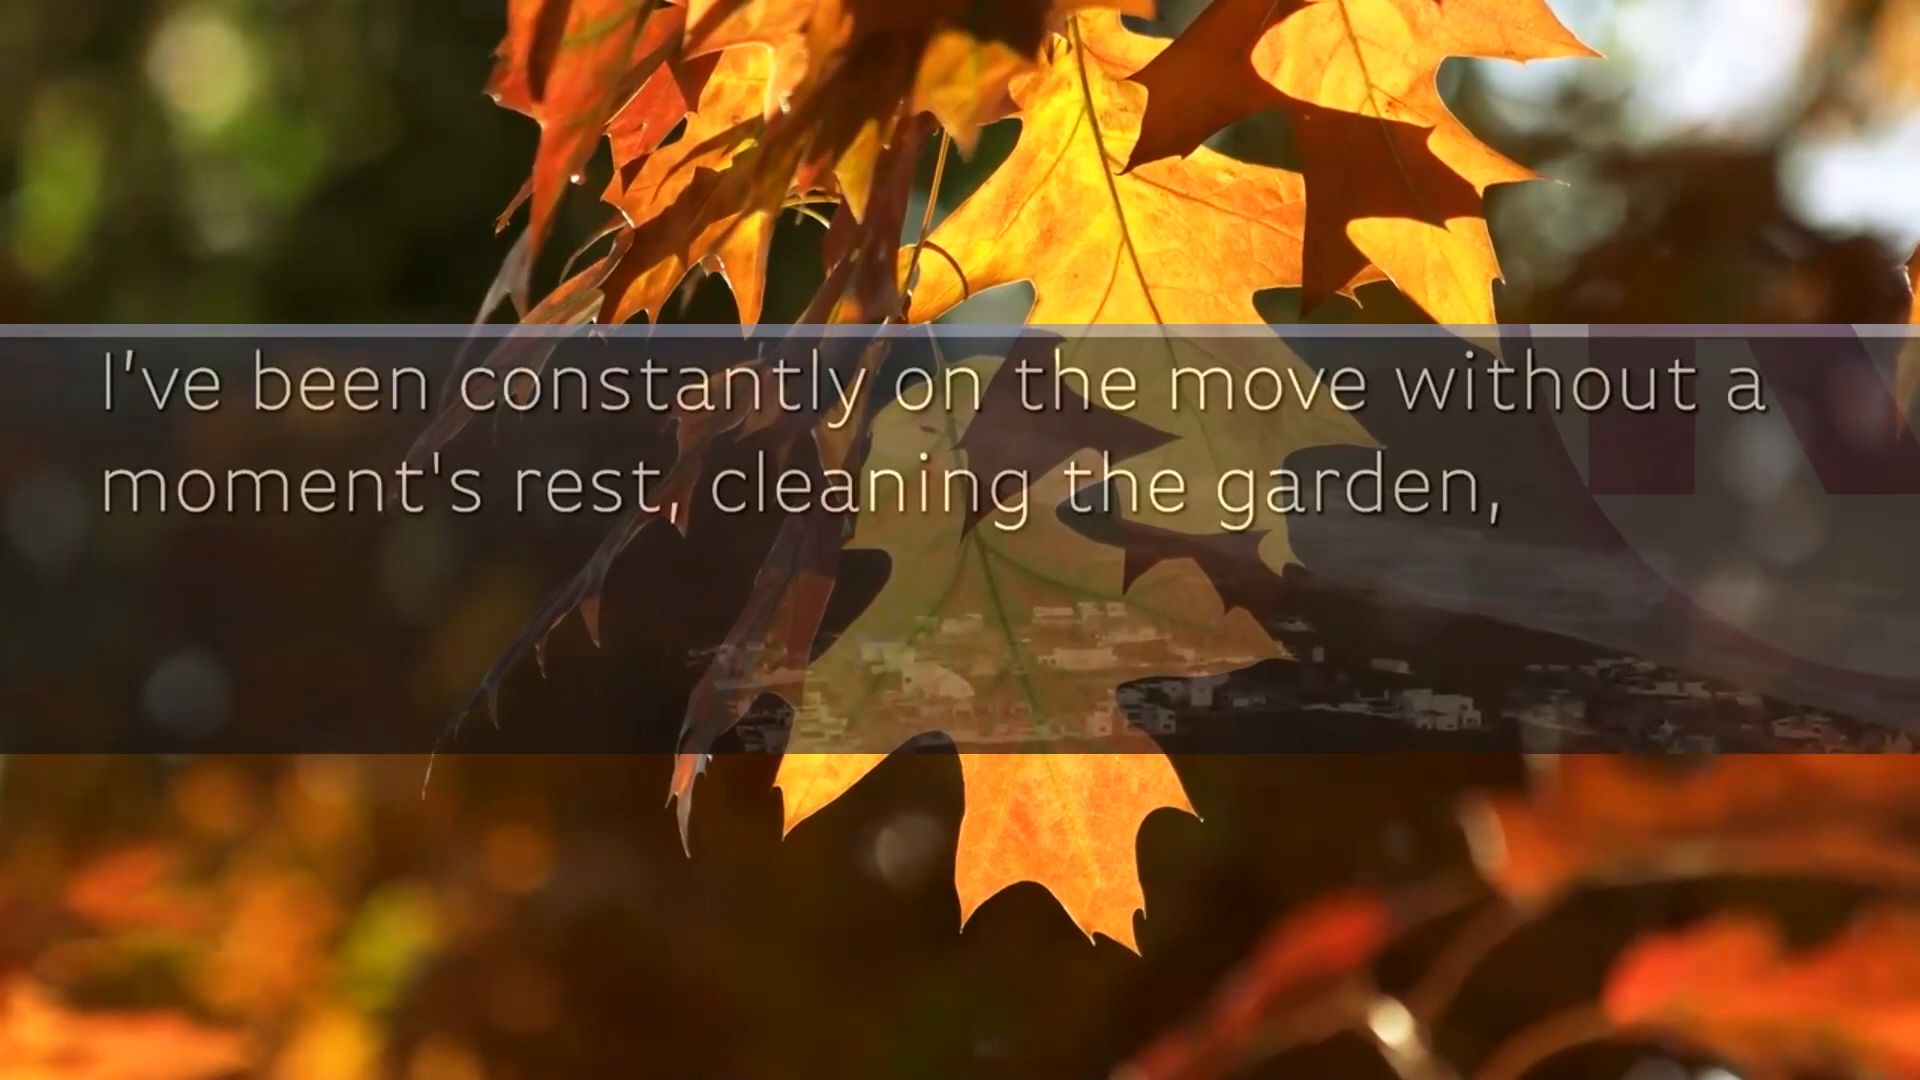 I've been constantly on the move without a
moment's rest, cleaning the garden,